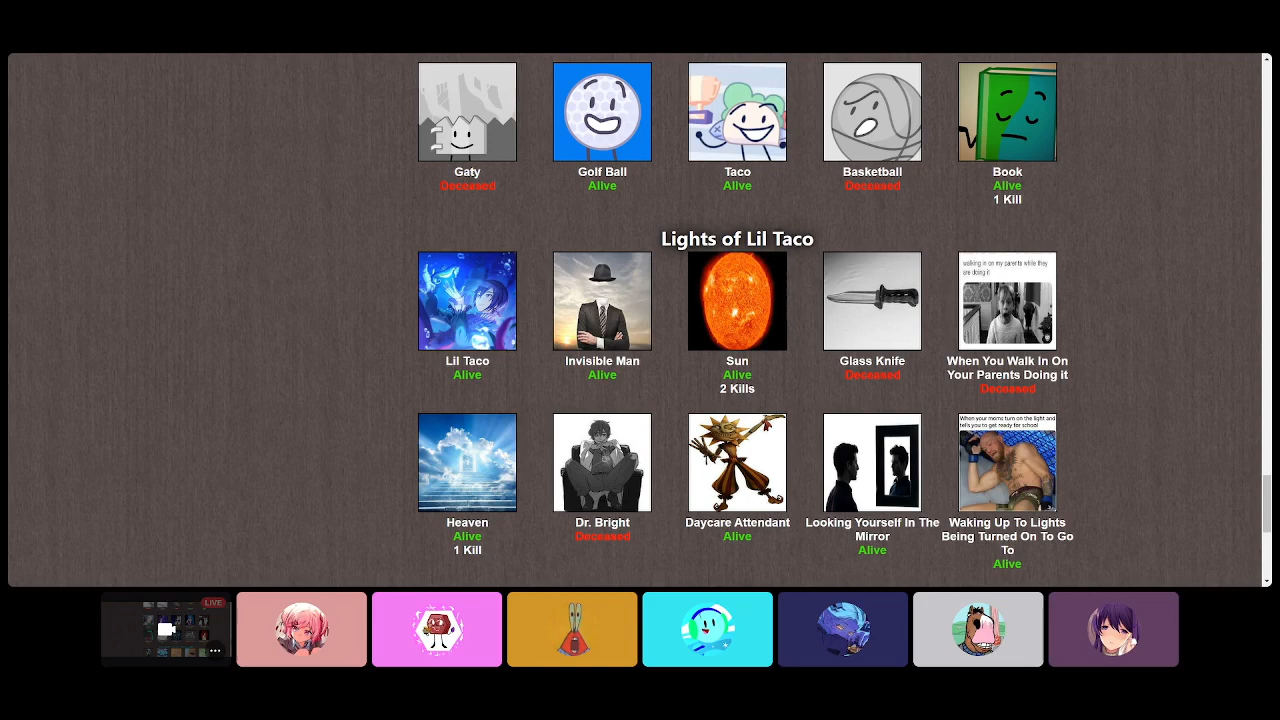 Gaty
Deceased
Golf Ball
Alive
Taco
Alive
Basketball
Deceased
Book
Alive
1 Kill
Lights of Lil Taco
walking in on my parents while they
are doing it
Lil Taco
Alive
Invisible Man
Alive
Sun
Alive
2 Kills
Glass Knife
Deceased
When You Walk In On
Your Parents Doing it
Deceased
When your moms turn on the light and
tells you to get ready for school
Heaven
Alive
1 Kill
Dr. Bright
Deceased
Daycare Attendant
Alive
Looking Yourself In The
Mirror
Alive
Waking Up To Lights
Being Turned On To Go
To
Alive
LIVE